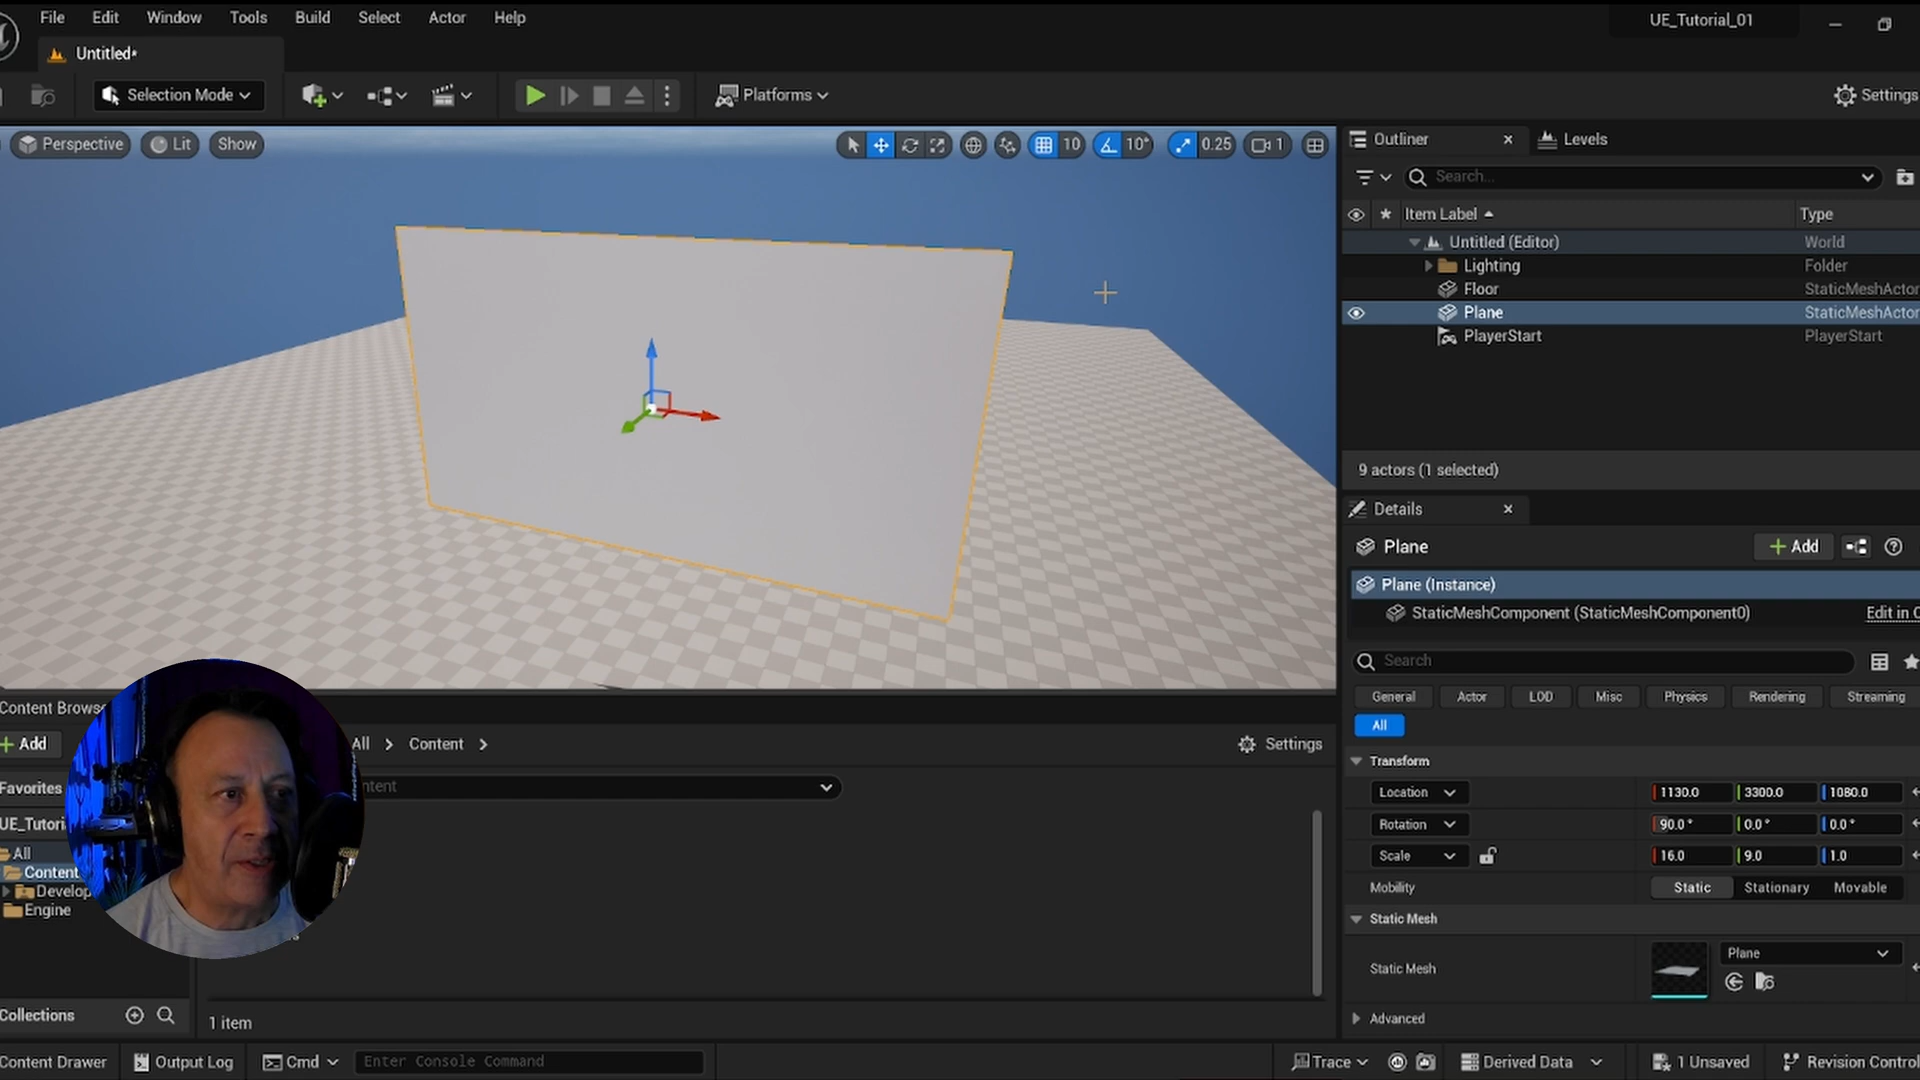 File Edit Window Tools Build Select Actor Help
UE_Tutorial_01
Untitled*
Selection Mode
Platforms
Settings
Perspective Lit Show
10 10° 0.25 1
Outliner Levels
Search...
Item Label Type
Untitled (Editor) World
Lighting Folder
Floor StaticMeshActor
Plane StaticMeshActor
PlayerStart PlayerStart
9 actors (1 selected)
Details
Plane
Add
Plane (Instance)
StaticMeshComponent (StaticMeshComponent0) Edit in C
Search
General Actor LOD Misc Physics Rendering Streaming
All
Transform
Location 1130.0 3300.0 1080.0
Rotation 90.0° 0.0° 0.0°
Scale 16.0 9.0 1.0
Mobility Static Stationary Movable
Static Mesh
Static Mesh Plane
Advanced
Content Brows
Add
All > Content >
Settings
ntent
Favorites
UE_Tutori
All
Content
Develop
Engine
Collections
1 item
Content Drawer Output Log Cmd Enter Console Command
Trace Derived Data 1 Unsaved Revision Control